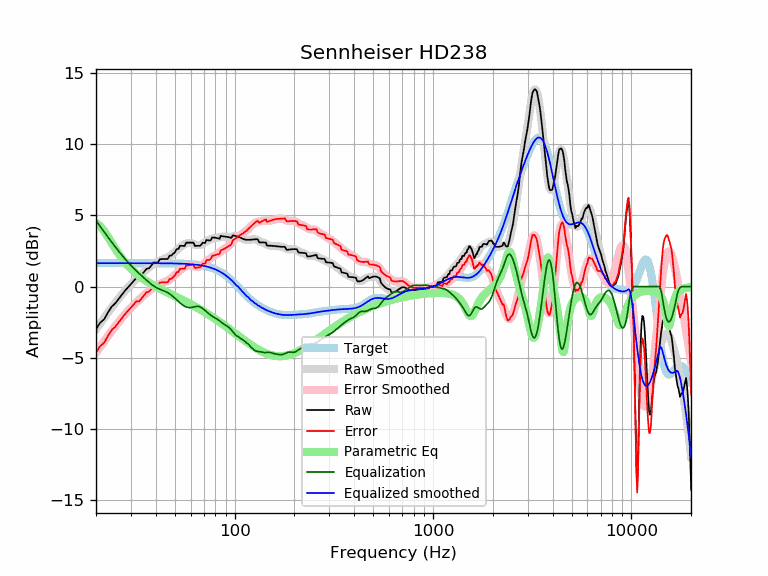 Sennheiser HD238
Amplitude (dBr)
15
10
5
0
−5
−10
−15
Target
Raw Smoothed
Error Smoothed
Raw
Error
Parametric Eq
Equalization
Equalized smoothed
100
1000
10000
Frequency (Hz)